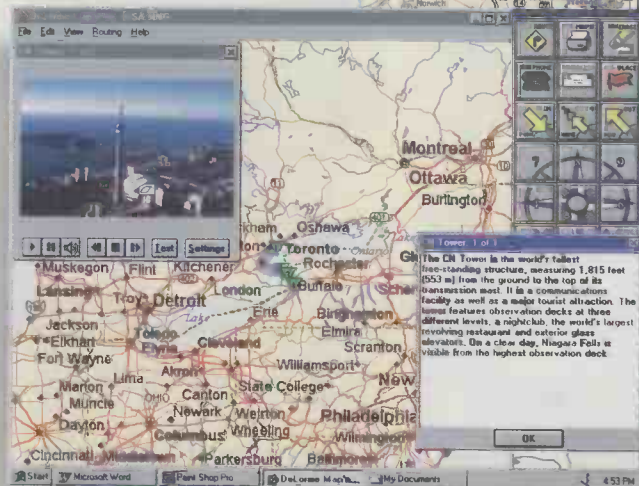 Norwich
File Edit View Routing Help
Text Settings
Montreal
Ottawa
Burlington
Oshawa
Toronto
Ontario
Rochester
Muskegon Flint Kitchener
London
Buffalo
Lansing
Troy
Detroit
Lake
Erie
Binghamton
Jackson
Toledo
Elmira
Elkhart
Elyria
Cleveland
Scranton
Fort Wayne
Williamsport
Akron
Lima
State College
New
Marion
OHIO
Canton
Muncie
Newark
Weirton
Philadelphia
Dayton
Columbus
Wheeling
Wilmington
Cincinnati
Middletown
Parkersburg
Baltimore
Tower, 1 of 1
The CN Tower is the world's tallest
free-standing structure, measuring 1,815 feet
(553 m) from the ground to the top of its
transmission mast. It is a communications
facility as well as a major tourist attraction. The
tower features observation decks at three
different levels, a nightclub, the world's largest
revolving restaurant and exterior glass
elevators. On a clear day, Niagara Falls is
visible from the highest observation deck
OK
Start Microsoft Word Paint Shop Pro DeLorme Map'n... My Documents 4:53 PM